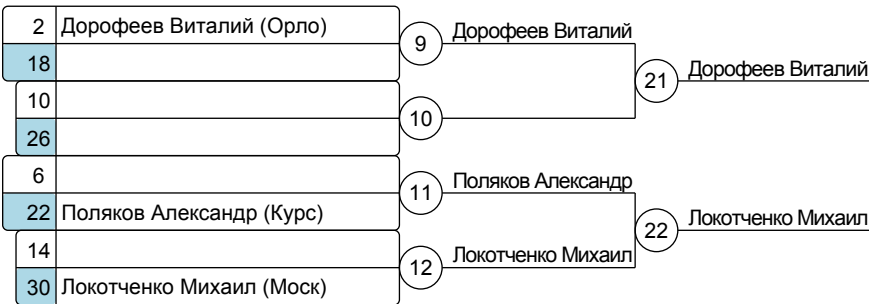 2 Дорофеев Виталий (Орло)
9 Дорофеев Виталий
18
21 Дорофеев Виталий
10
10
26
6
11 Поляков Александр
22 Поляков Александр (Курс)
22 Локотченко Михаил
14
12 Локотченко Михаил
30 Локотченко Михаил (Моск)